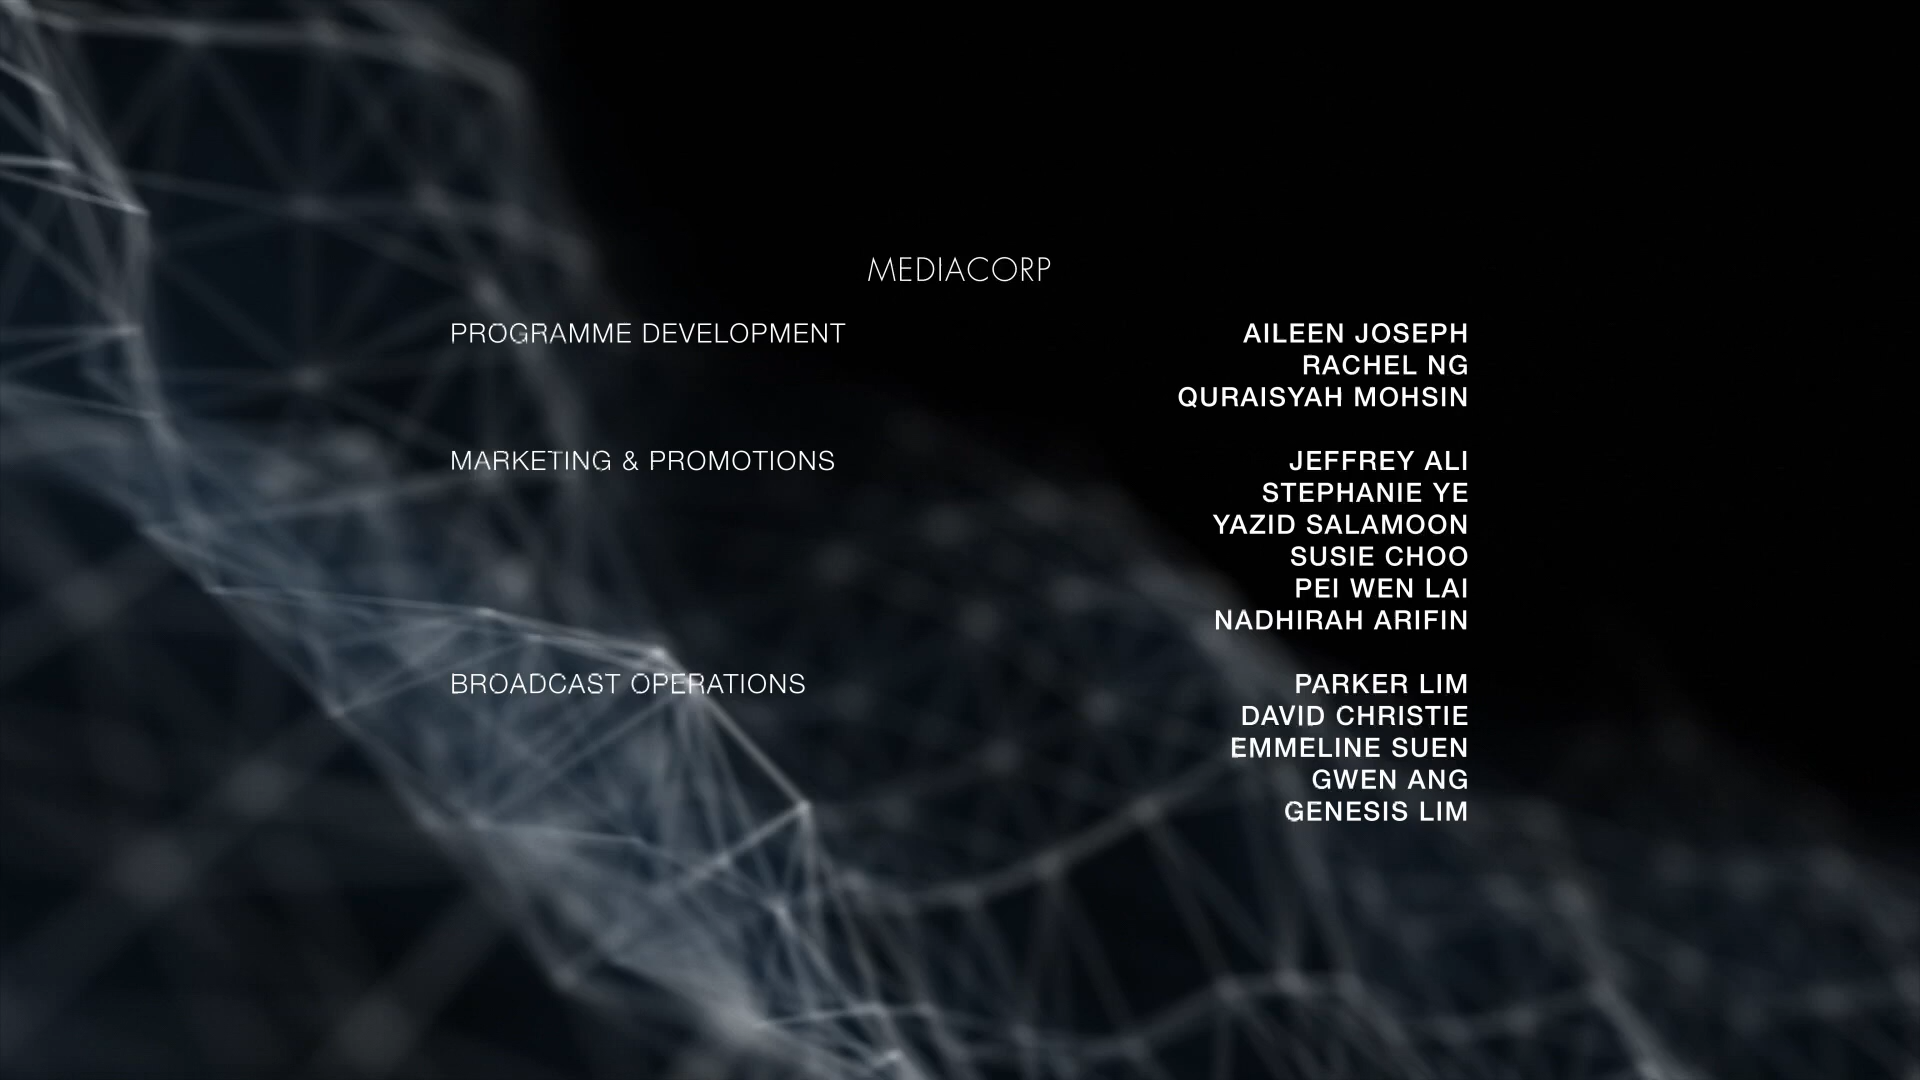 MEDIACORP
PROGRAMME DEVELOPMENT AILEEN JOSEPH
RACHEL NG
QURAISYAH MOHSIN
MARKETING & PROMOTIONS JEFFREY ALI
STEPHANIE YE
YAZID SALAMOON
SUSIE CHOO
PEI WEN LAI
NADHIRAH ARIFIN
BROADCAST OPERATIONS PARKER LIM
DAVID CHRISTIE
EMMELINE SUEN
GWEN ANG
GENESIS LIM